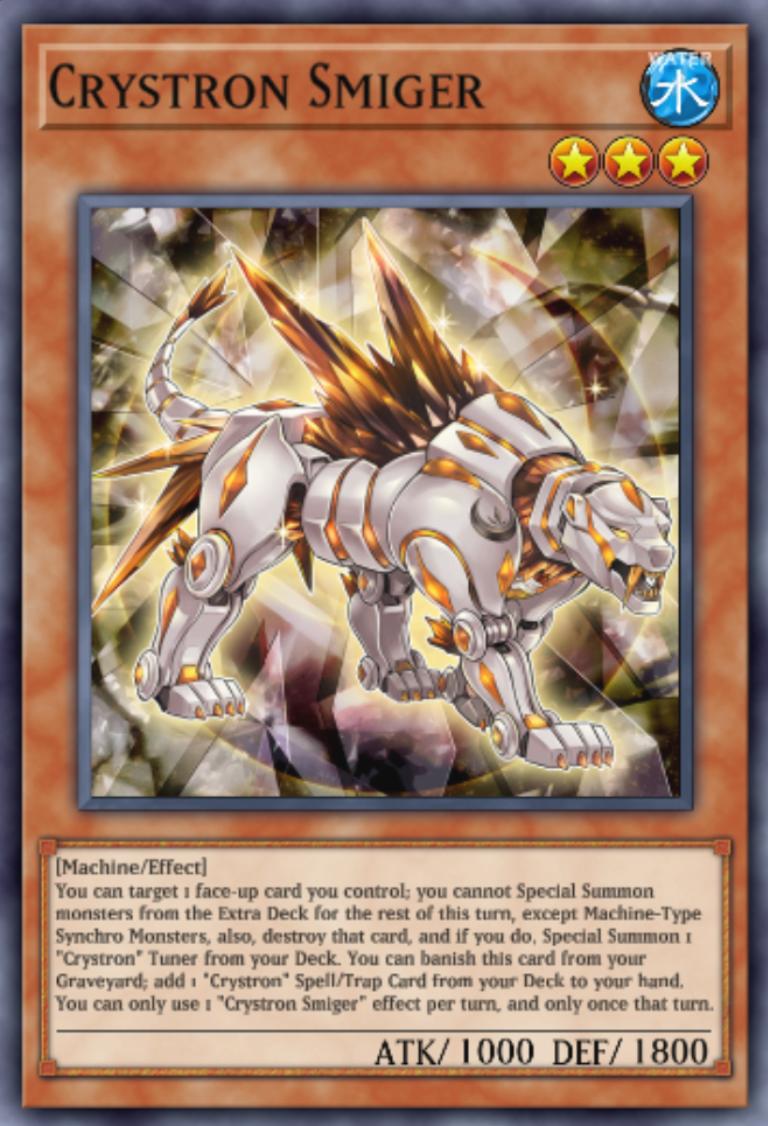 Crystron Smiger
WATER
水
[Machine/Effect]
You can target 1 face-up card you control; you cannot Special Summon
monsters from the Extra Deck for the rest of this turn, except Machine-Type
Synchro Monsters, also, destroy that card, and if you do, Special Summon 1
"Crystron" Tuner from your Deck. You can banish this card from your
Graveyard; add 1 "Crystron" Spell/Trap Card from your Deck to your hand.
You can only use 1 "Crystron Smiger" effect per turn, and only once that turn.
ATK/ 1000 DEF/ 1800